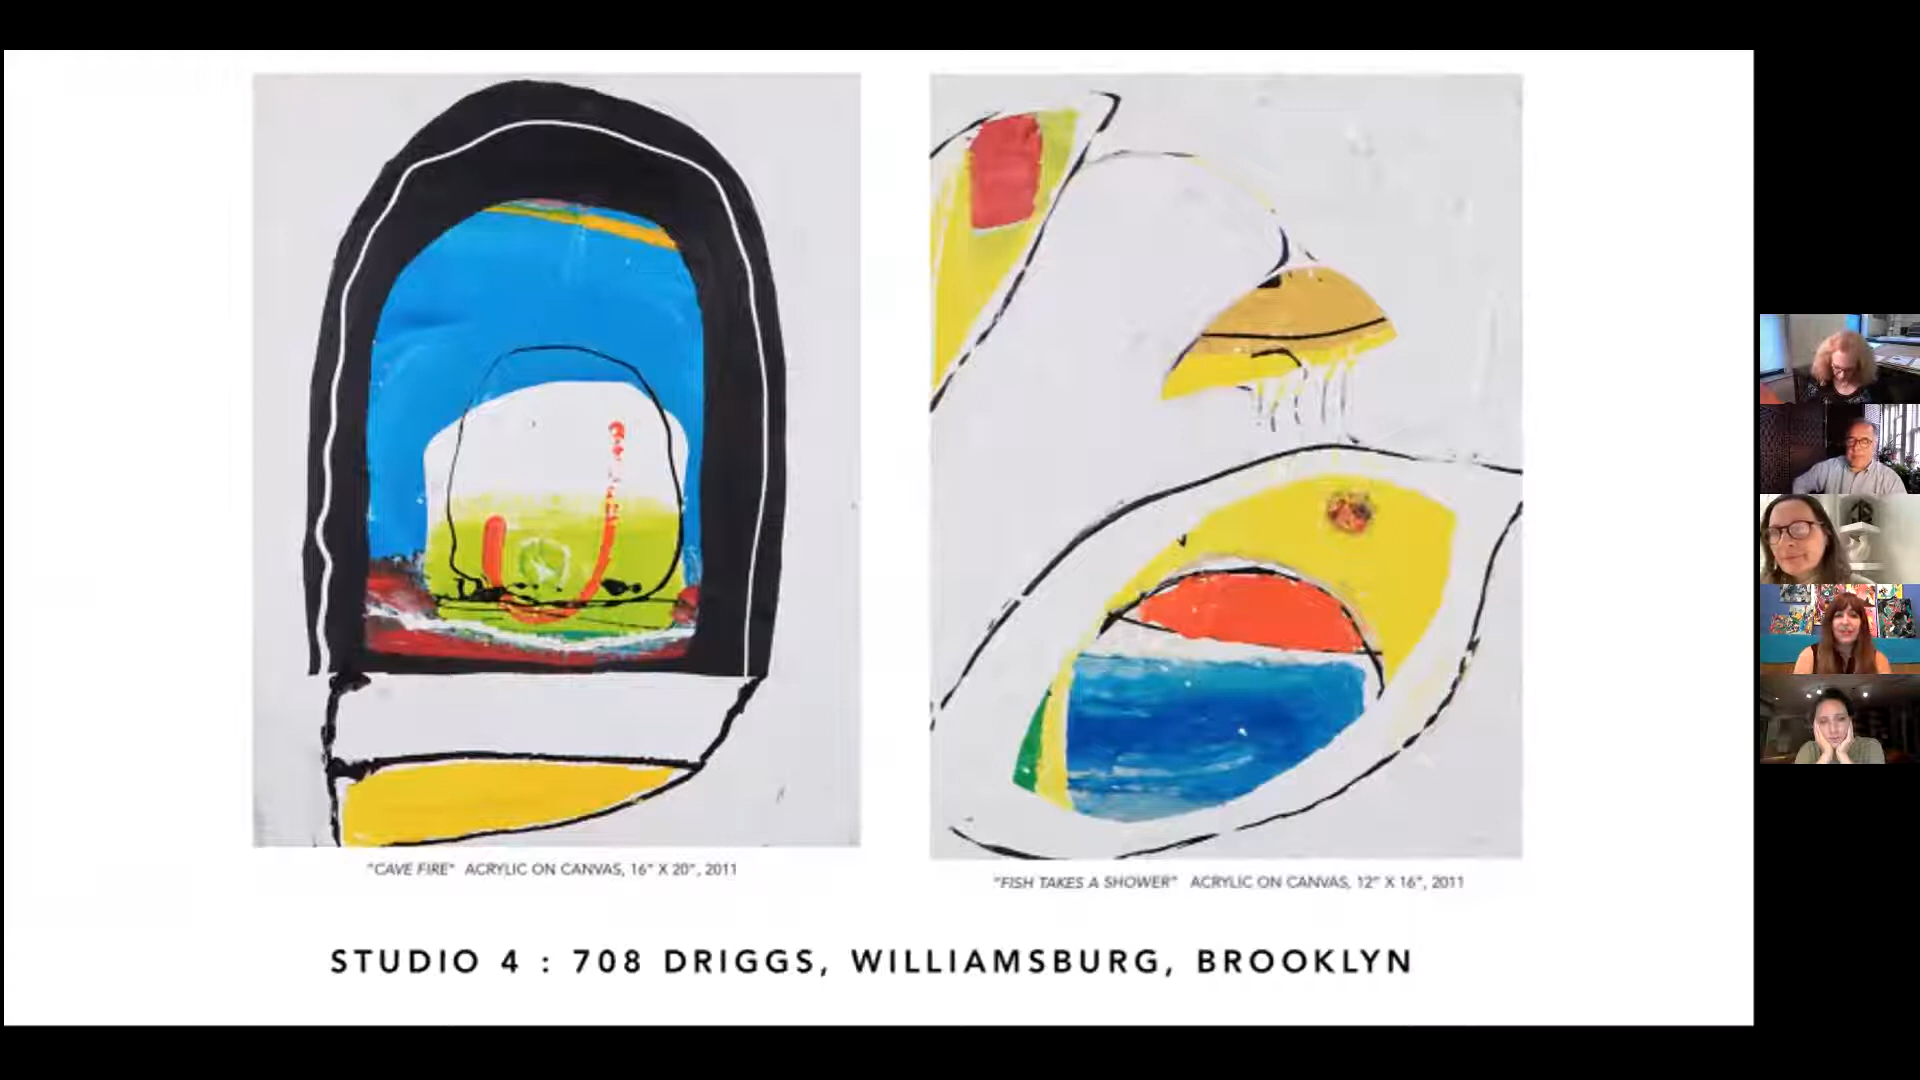 "CAVE FIRE" ACRYLIC ON CANVAS, 16" X 20", 2011
"FISH TAKES A SHOWER" ACRYLIC ON CANVAS, 12" X 16", 2011
STUDIO 4 : 708 DRIGGS, WILLIAMSBURG, BROOKLYN